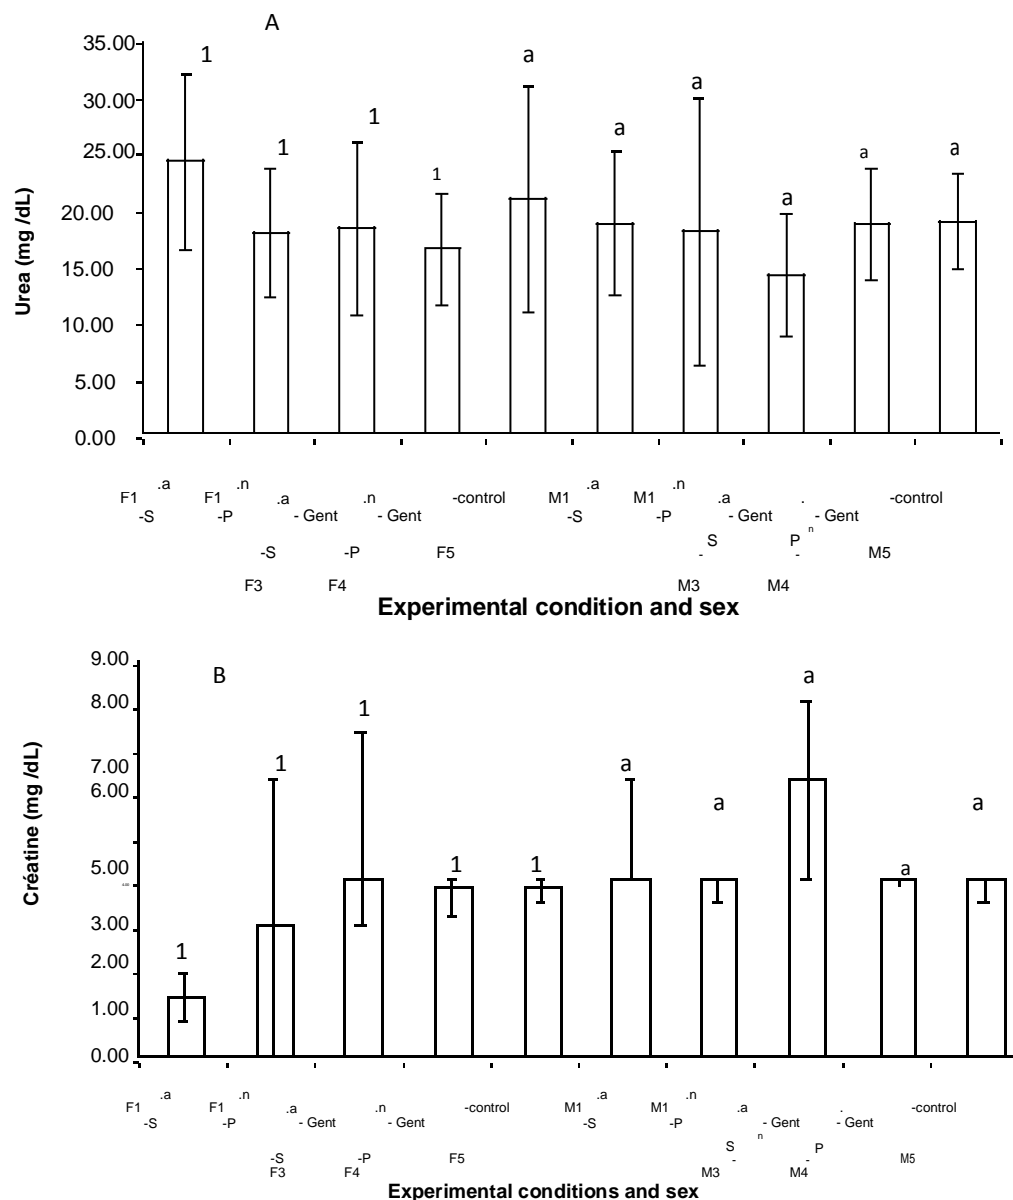 A
35.00
1
a
a
30.00
1
a
1
a
a
25.00
1
a
20.00
15.00
10.00
5.00
0.00
Urea (mg /dL)
.a .n .a .n
F1 F1 .a .n -control M1 M1 .a . -control
-S -P - Gent - Gent -S -P - Gent n - Gent
S P
-S -P F5 - - M5
F3 F4 M3 M4
Experimental condition and sex
9.00
B
a
8.00
1
7.00
1
a
6.00
a
a
5.00
1
1
a
3.00
1
2.00
1.00
0.00
Créatine (mg /dL)
.a .n .a .n
F1 F1 .a .n -control M1 M1 .a . -control
-S -P - Gent - Gent -S -P - Gent - Gent
n
S P
-S -P F5 - - M5
F3 F4 M3 M4
Experimental conditions and sex